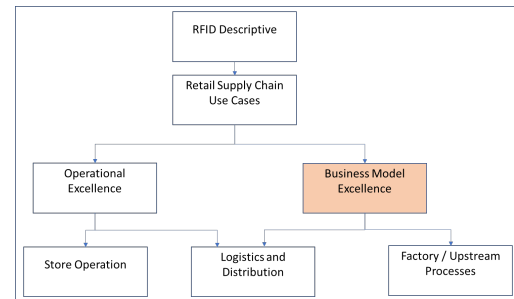 RFID Descriptive
Retail Supply Chain
Use Cases
Operational
Excellence
Business Model
Excellence
Store Operation
Logistics and
Distribution
Factory / Upstream
Processes